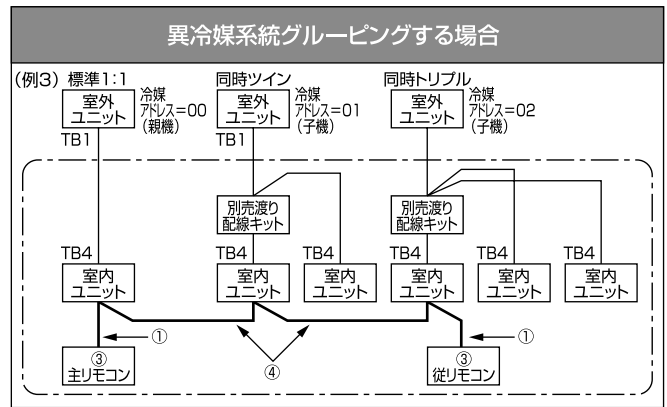 異冷媒系統グルーピングする場合
(例3) 標準1:1
同時ツイン
同時トリプル
室外
ユニット
冷媒
アドレス=00
(親機)
室外
ユニット
冷媒
アドレス=01
(子機)
室外
ユニット
冷媒
アドレス=02
(子機)
TB1
TB1
別売渡り
配線キット
別売渡り
配線キット
TB4
TB4
TB4
TB4
TB4
TB4
室内
ユニット
室内
ユニット
室内
ユニット
室内
ユニット
室内
ユニット
室内
ユニット
①
①
③
主リモコン
④
③
従リモコン